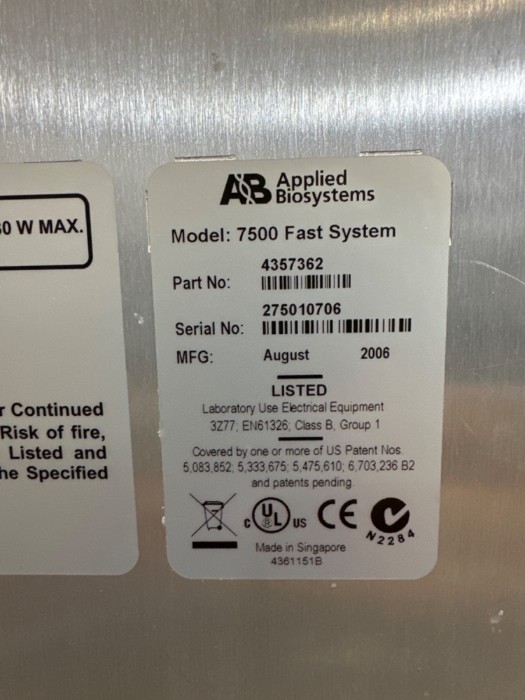 0 W MAX.
r Continued
Risk of fire,
Listed and
he Specified
AB Applied
Biosystems
Model: 7500 Fast System
4357362
Part No:
275010706
Serial No:
MFG: August 2006
LISTED
Laboratory Use Electrical Equipment
3Z77; EN61326; Class B, Group 1
Covered by one or more of US Patent Nos.
5,083,852; 5,333,675; 5,475,610; 6,703,236 B2
and patents pending.
C UL US CE N2284
Made in Singapore
4361151B